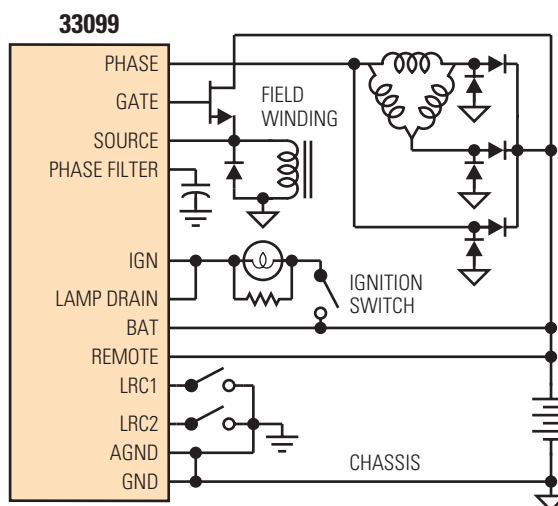 33099
PHASE
GATE
FIELD
WINDING
SOURCE
PHASE FILTER
IGN
IGNITION
SWITCH
LAMP DRAIN
BAT
REMOTE
LRC1
LRC2
AGND
CHASSIS
GND